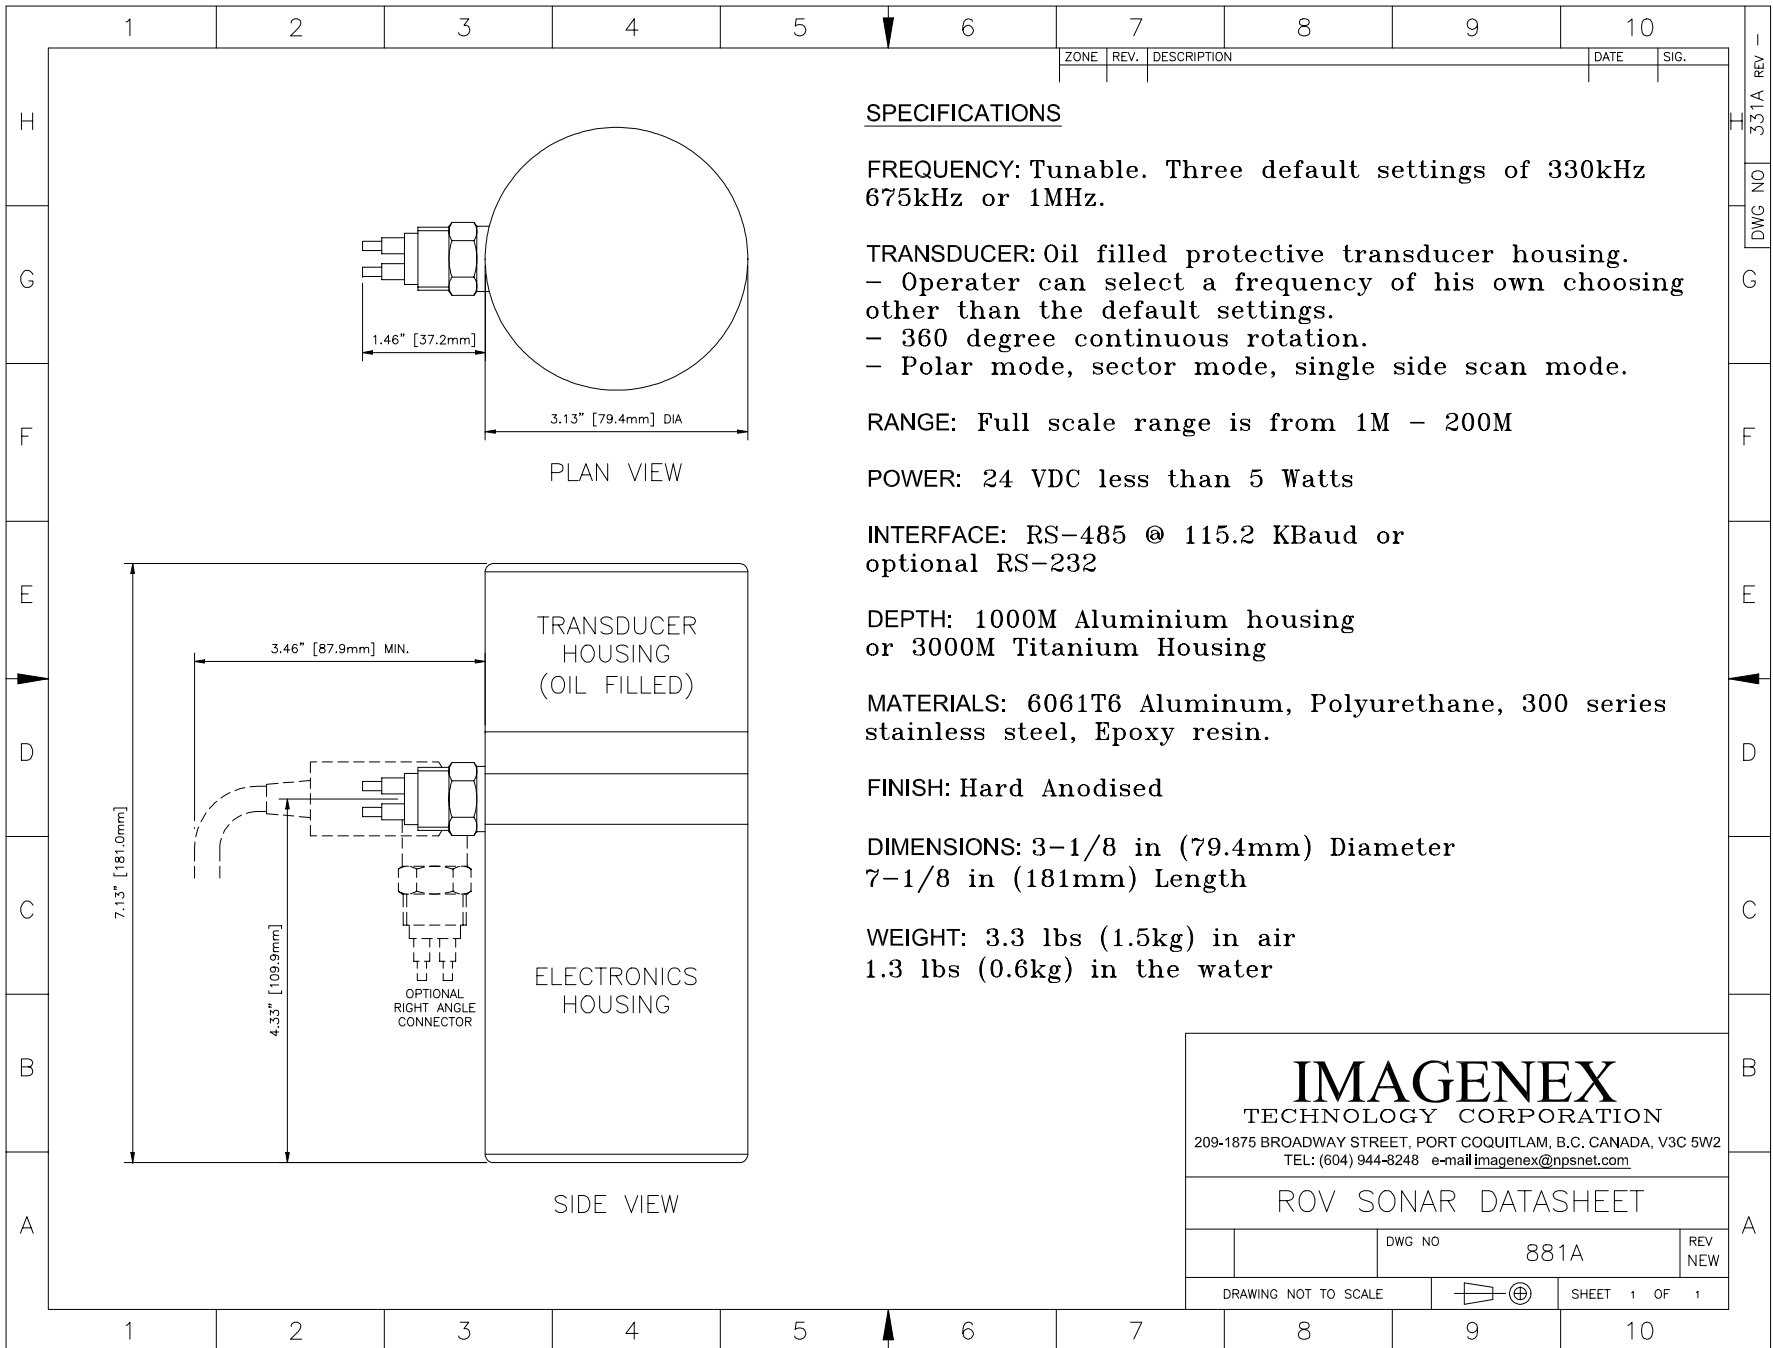 1 2 3 4 5 6 7 8 9 10
ZONE REV. DESCRIPTION DATE SIG.
DWG NO 331A REV –
H H
G G
F F
E E
D D
C C
B B
A A
1.46" [37.2mm]
3.13" [79.4mm] DIA
PLAN VIEW
TRANSDUCER
HOUSING
(OIL FILLED)
3.46" [87.9mm] MIN.
7.13" [181.0mm]
4.33" [109.9mm]
OPTIONAL
RIGHT ANGLE
CONNECTOR
ELECTRONICS
HOUSING
SIDE VIEW
SPECIFICATIONS
FREQUENCY: Tunable. Three default settings of 330kHz
675kHz or 1MHz.
TRANSDUCER: Oil filled protective transducer housing.
– Operater can select a frequency of his own choosing
other than the default settings.
– 360 degree continuous rotation.
– Polar mode, sector mode, single side scan mode.
RANGE: Full scale range is from 1M – 200M
POWER: 24 VDC less than 5 Watts
INTERFACE: RS–485 @ 115.2 KBaud or
optional RS–232
DEPTH: 1000M Aluminium housing
or 3000M Titanium Housing
MATERIALS: 6061T6 Aluminum, Polyurethane, 300 series
stainless steel, Epoxy resin.
FINISH: Hard Anodised
DIMENSIONS: 3–1/8 in (79.4mm) Diameter
7–1/8 in (181mm) Length
WEIGHT: 3.3 lbs (1.5kg) in air
1.3 lbs (0.6kg) in the water
IMAGENEX
TECHNOLOGY CORPORATION
209-1875 BROADWAY STREET, PORT COQUITLAM, B.C. CANADA, V3C 5W2
TEL: (604) 944-8248 e-mail imagenex@npsnet.com
ROV SONAR DATASHEET
DWG NO 881A REV
NEW
DRAWING NOT TO SCALE SHEET 1 OF 1
1 2 3 4 5 6 7 8 9 10